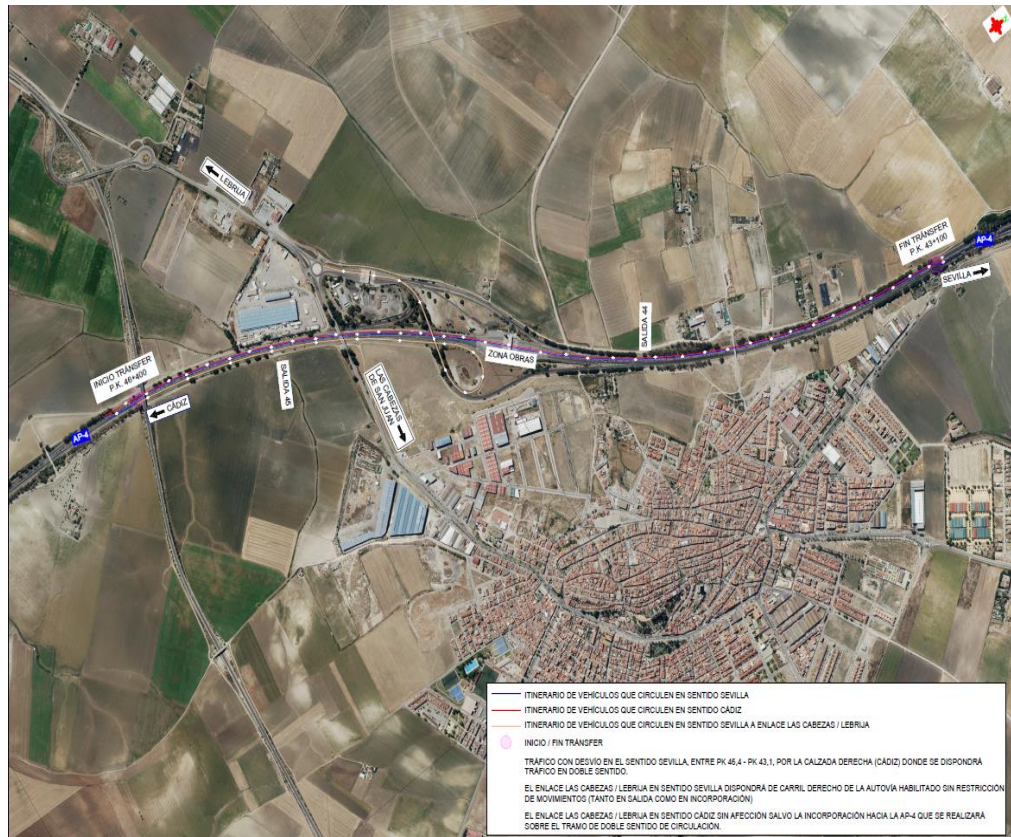 LEBRIJA
FIN TRÁNSFER
P.K. 43+100
AP-4
SEVILLA
SALIDA 44
ZONA OBRAS
INICIO TRÁNSFER
P.K. 46+400
SALIDA 45
CÁDIZ
AP-4
LAS CABEZAS
DE SAN JUAN
ITINERARIO DE VEHÍCULOS QUE CIRCULEN EN SENTIDO SEVILLA
ITINERARIO DE VEHÍCULOS QUE CIRCULEN EN SENTIDO CÁDIZ
ITINERARIO DE VEHÍCULOS QUE CIRCULEN EN SENTIDO SEVILLA A ENLACE LAS CABEZAS / LEBRIJA
INICIO / FIN TRÁNSFER
TRÁFICO CON DESVÍO EN EL SENTIDO SEVILLA, ENTRE PK 46,4 - PK 43,1, POR LA CALZADA DERECHA (CÁDIZ) DONDE SE DISPONDRÁ
TRÁFICO EN DOBLE SENTIDO.
EL ENLACE LAS CABEZAS / LEBRIJA EN SENTIDO SEVILLA DISPONDRÁ DE CARRIL DERECHO DE LA AUTOVÍA HABILITADO SIN RESTRICCIÓN
DE MOVIMIENTOS (TANTO EN SALIDA COMO EN INCORPORACIÓN)
EL ENLACE LAS CABEZAS / LEBRIJA EN SENTIDO CÁDIZ SIN AFECCIÓN SALVO LA INCORPORACIÓN HACIA LA AP-4 QUE SE REALIZARÁ
SOBRE EL TRAMO DE DOBLE SENTIDO DE CIRCULACIÓN.